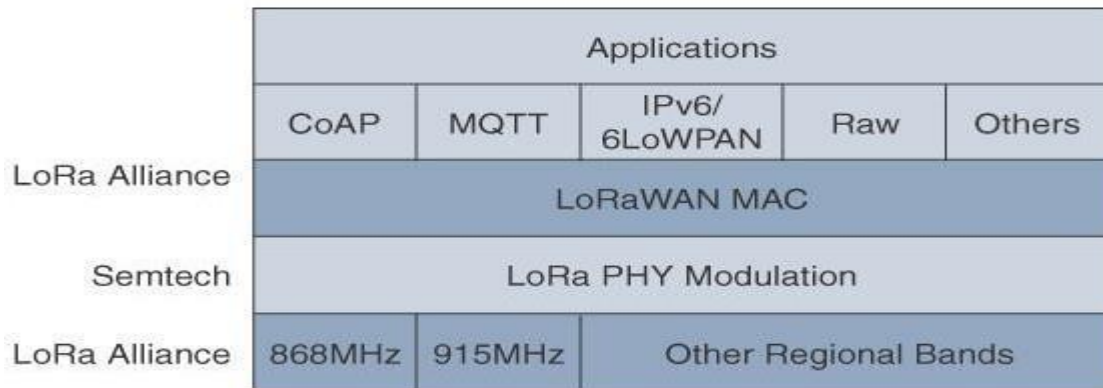 Applications
CoAP MQTT IPv6/ 6LoWPAN Raw Others
LoRa Alliance
LoRaWAN MAC
Semtech LoRa PHY Modulation
LoRa Alliance 868MHz 915MHz Other Regional Bands